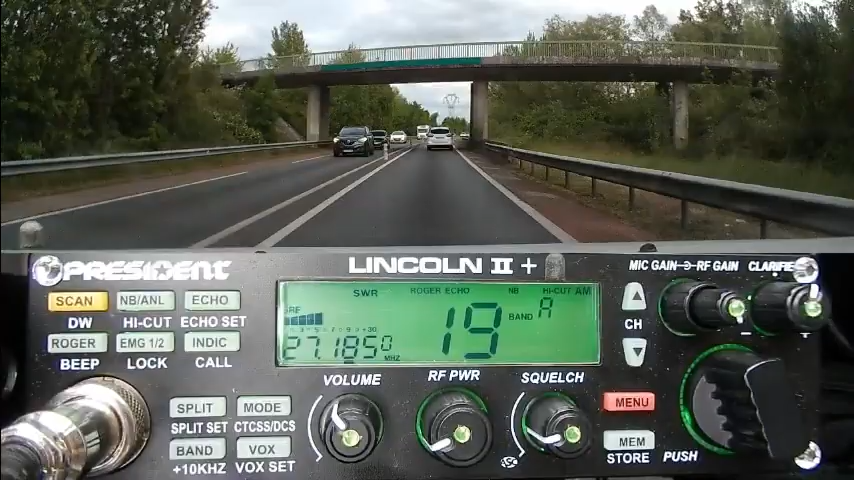 PRESIDENT
LINCOLN II +
MIC GAIN RF GAIN CLARIFIE
SCAN NB/ANL ECHO
DW HI-CUT ECHO SET
ROGER EMG 1/2 INDIC
BEEP LOCK CALL
SWR ROGER ECHO NB HI-CUT AM
19 BAND A
27.1850 MHZ
CH
VOLUME RF PWR SQUELCH
SPLIT MODE
SPLIT SET CTCSS/DCS
BAND VOX
+10KHZ VOX SET
MENU
MEM
STORE PUSH